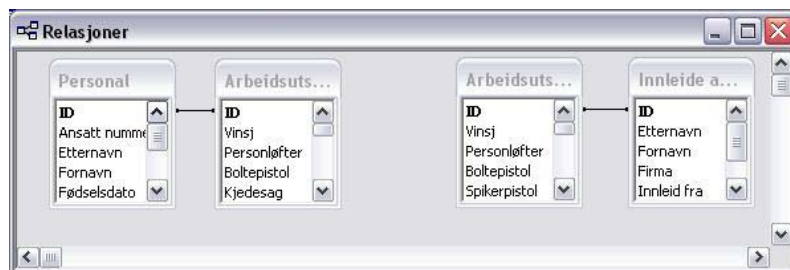 Relasjoner
Personal
ID
Ansatt numme
Etternavn
Fornavn
Fødselsdato
Arbeidsuts...
ID
Vinsj
Personløfter
Boltepistol
Kjedesag
Arbeidsuts...
ID
Vinsj
Personløfter
Boltepistol
Spikerpistol
Innleide a...
ID
Etternavn
Fornavn
Firma
Innleid fra